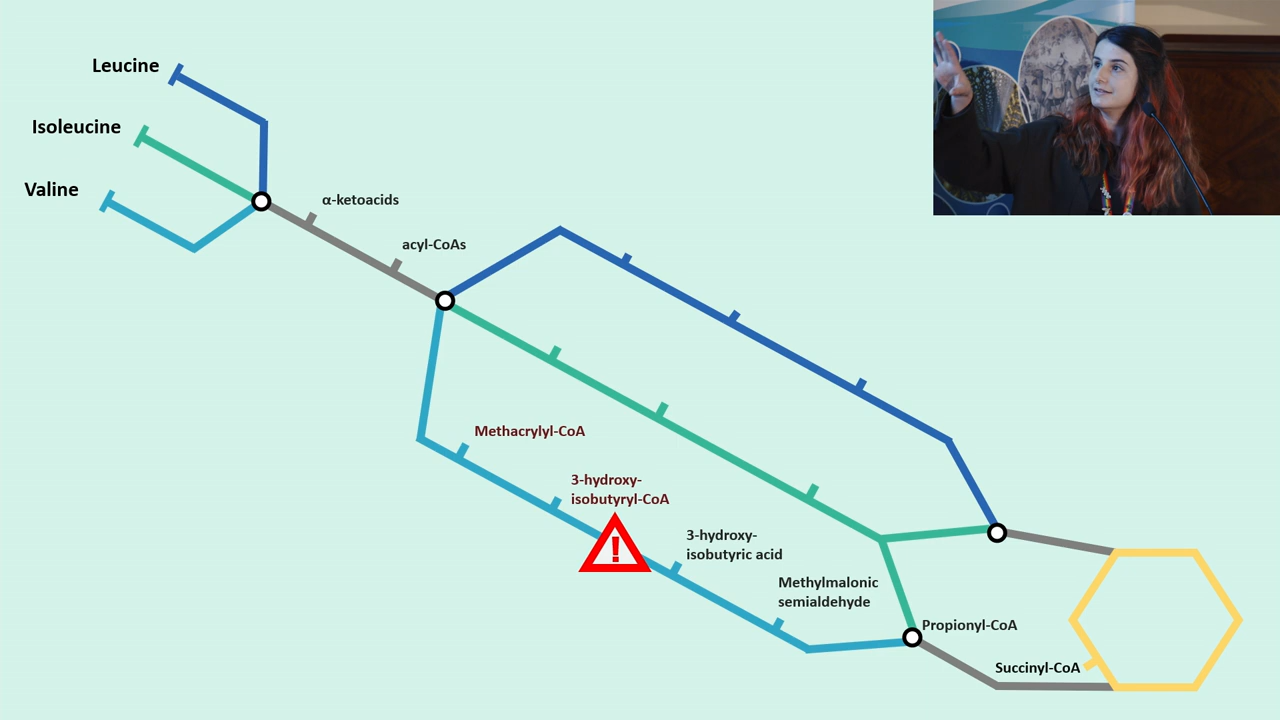 Leucine
Isoleucine
Valine
α-ketoacids
acyl-CoAs
Methacrylyl-CoA
3-hydroxy-
isobutyryl-CoA
!
3-hydroxy-
isobutyric acid
Methylmalonic
semialdehyde
Propionyl-CoA
Succinyl-CoA